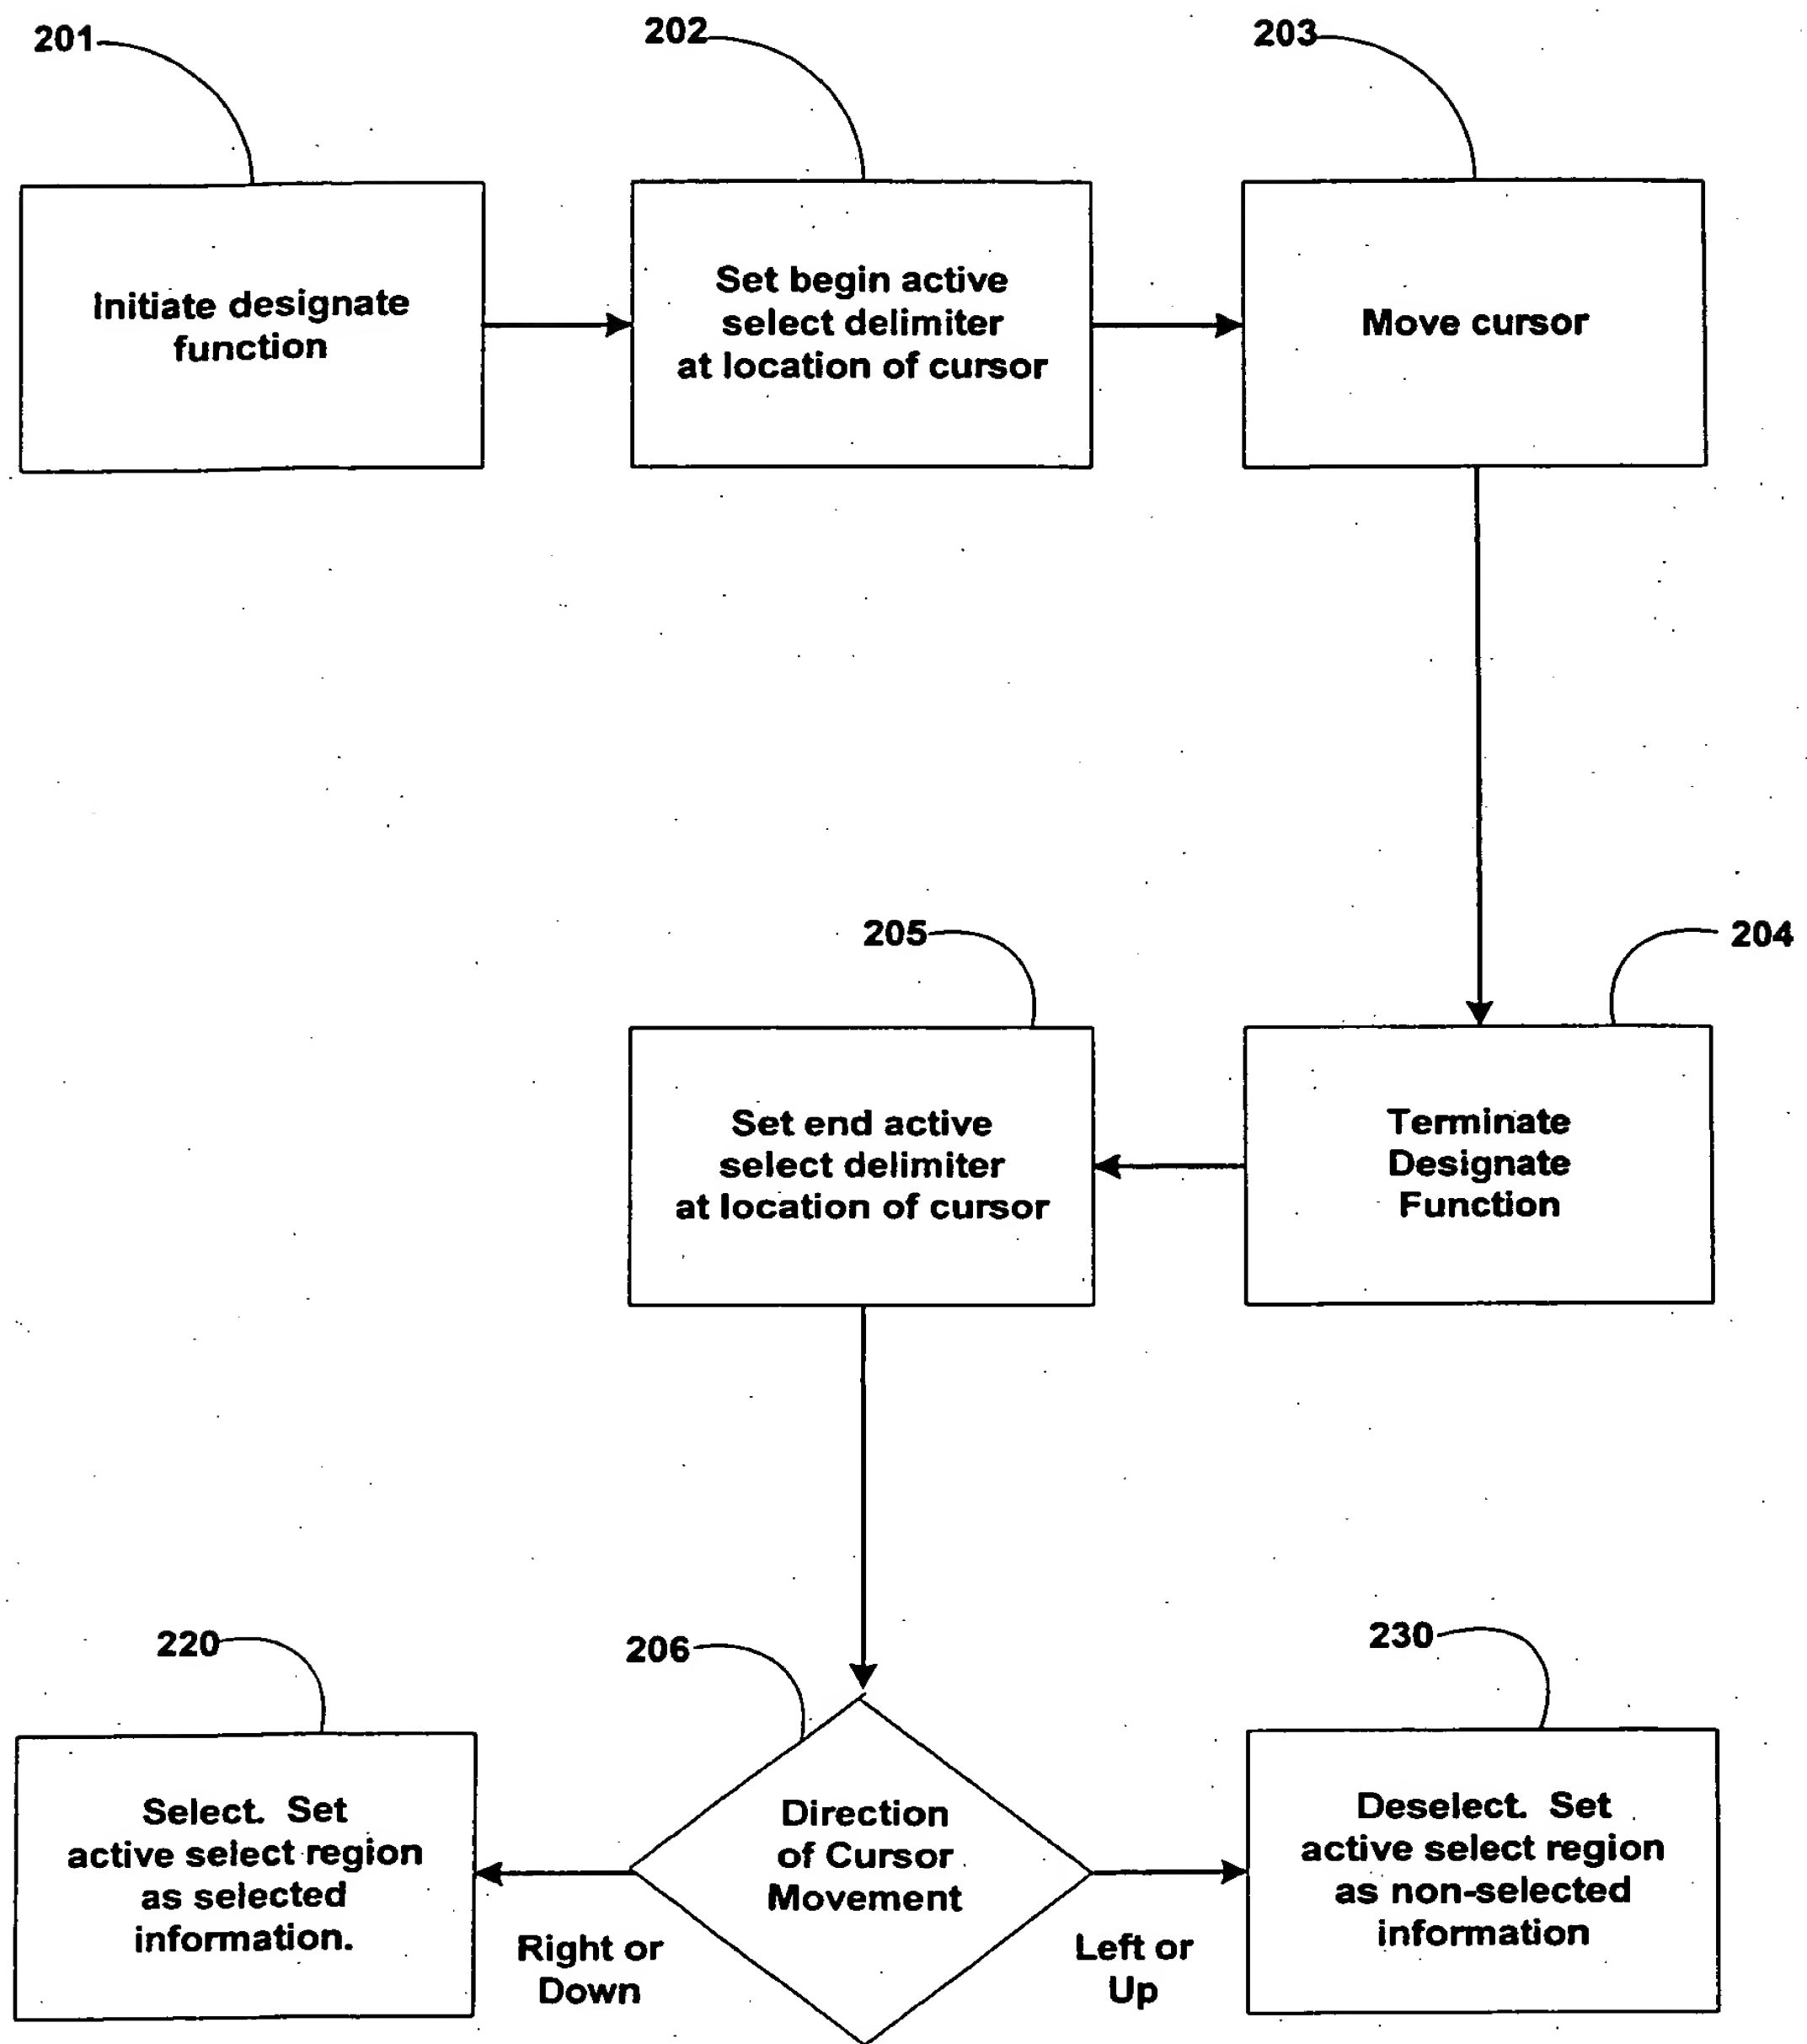 201
202
203
Initiate designate
function
Set begin active
select delimiter
at location of cursor
Move cursor
205
204
Set end active
select delimiter
at location of cursor
Terminate
Designate
Function
220
206
230
Select. Set
active select region
as selected
information.
Direction
of Cursor
Movement
Deselect. Set
active select region
as non-selected
information
Right or
Down
Left or
Up